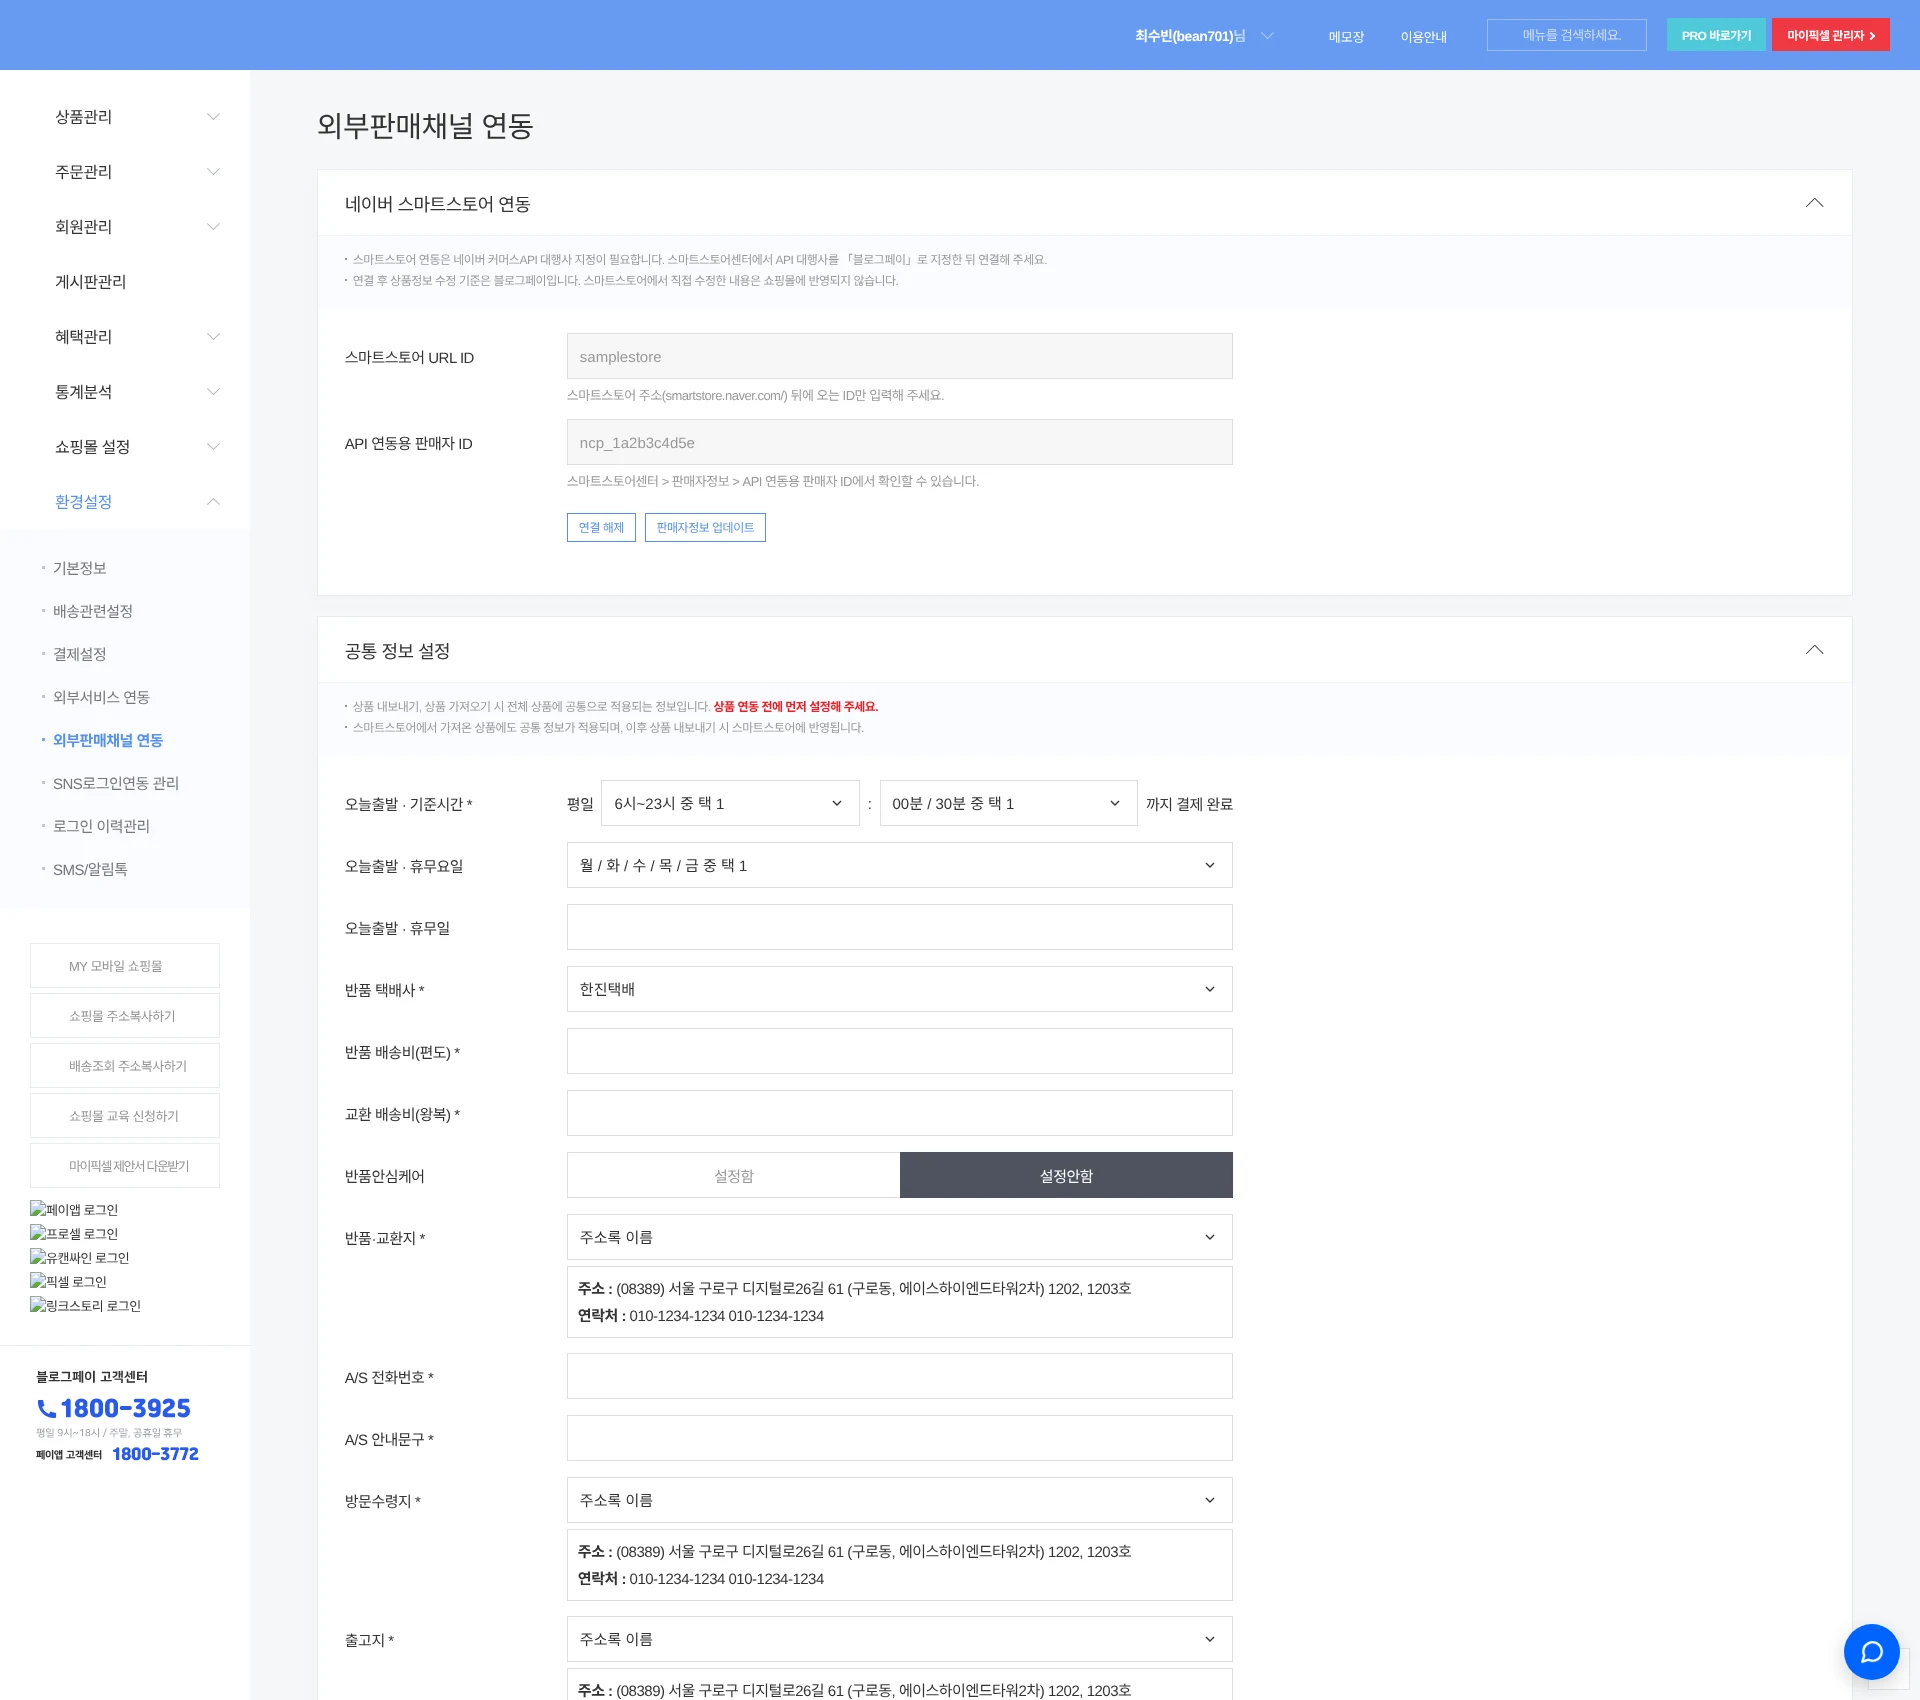 최수빈(bean701)님
메모장
이용안내
메뉴를 검색하세요.
PRO 바로가기
마이픽셀 관리자
상품관리
주문관리
회원관리
게시판관리
혜택관리
통계분석
쇼핑몰 설정
환경설정
기본정보
배송관련설정
결제설정
외부서비스 연동
외부판매채널 연동
SNS로그인연동 관리
로그인 이력관리
SMS/알림톡
MY 모바일 쇼핑몰
쇼핑몰 주소복사하기
배송조회 주소복사하기
쇼핑몰 교육 신청하기
마이픽셀 제안서 다운받기
페이앱 로그인
프로셀 로그인
유캔싸인 로그인
픽셀 로그인
링크스토리 로그인
블로그페이 고객센터
1800-3925
평일 9시~18시 / 주말, 공휴일 휴무
페이앱 고객센터 1800-3772
외부판매채널 연동
네이버 스마트스토어 연동
· 스마트스토어 연동은 네이버 커머스API 대행사 지정이 필요합니다. 스마트스토어센터에서 API 대행사를 「블로그페이」로 지정한 뒤 연결해 주세요.
· 연결 후 상품정보 수정 기준은 블로그페이입니다. 스마트스토어에서 직접 수정한 내용은 쇼핑몰에 반영되지 않습니다.
스마트스토어 URL ID
samplestore
스마트스토어 주소(smartstore.naver.com/) 뒤에 오는 ID만 입력해 주세요.
API 연동용 판매자 ID
ncp_1a2b3c4d5e
스마트스토어센터 > 판매자정보 > API 연동용 판매자 ID에서 확인할 수 있습니다.
연결 해제
판매자정보 업데이트
공통 정보 설정
· 상품 내보내기, 상품 가져오기 시 전체 상품에 공통으로 적용되는 정보입니다. 상품 연동 전에 먼저 설정해 주세요.
· 스마트스토어에서 가져온 상품에도 공통 정보가 적용되며, 이후 상품 내보내기 시 스마트스토어에 반영됩니다.
오늘출발 · 기준시간 *
평일 6시~23시 중 택 1 : 00분 / 30분 중 택 1 까지 결제 완료
오늘출발 · 휴무요일
월 / 화 / 수 / 목 / 금 중 택 1
오늘출발 · 휴무일
반품 택배사 *
한진택배
반품 배송비(편도) *
교환 배송비(왕복) *
반품안심케어
설정함
설정안함
반품·교환지 *
주소록 이름
주소 : (08389) 서울 구로구 디지털로26길 61 (구로동, 에이스하이엔드타워2차) 1202, 1203호
연락처 : 010-1234-1234 010-1234-1234
A/S 전화번호 *
A/S 안내문구 *
방문수령지 *
주소록 이름
주소 : (08389) 서울 구로구 디지털로26길 61 (구로동, 에이스하이엔드타워2차) 1202, 1203호
연락처 : 010-1234-1234 010-1234-1234
출고지 *
주소록 이름
주소 : (08389) 서울 구로구 디지털로26길 61 (구로동, 에이스하이엔드타워2차) 1202, 1203호